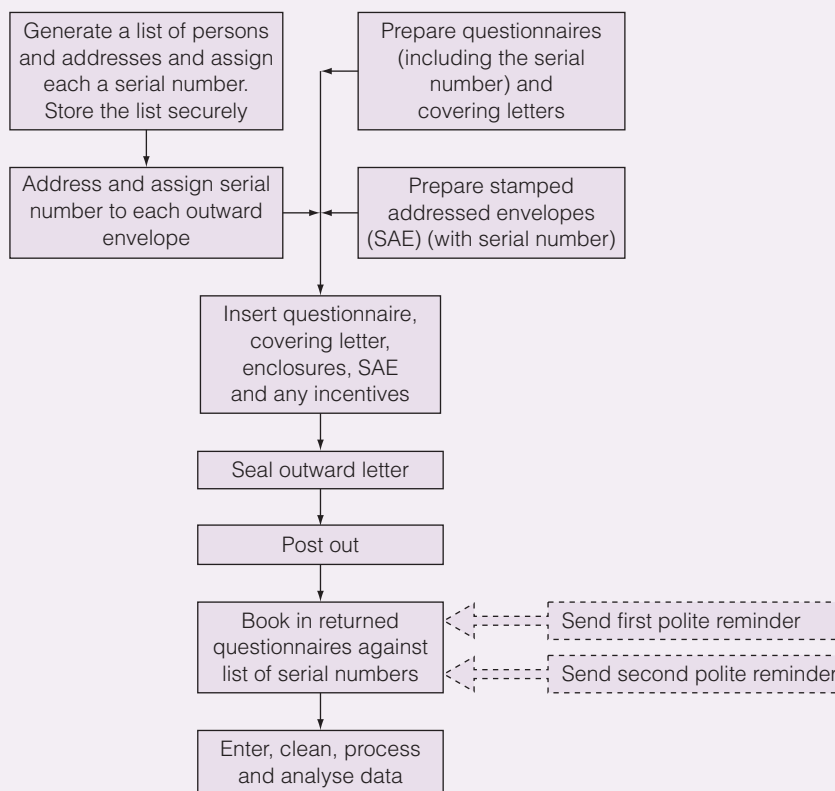 Generate a list of persons
and addresses and assign
each a serial number.
Store the list securely
Prepare questionnaires
(including the serial
number) and
covering letters
Address and assign serial
number to each outward
envelope
Prepare stamped
addressed envelopes
(SAE) (with serial number)
Insert questionnaire,
covering letter,
enclosures, SAE
and any incentives
Seal outward letter
Post out
Book in returned
questionnaires against
list of serial numbers
Send first polite reminder
Send second polite reminder
Enter, clean, process
and analyse data